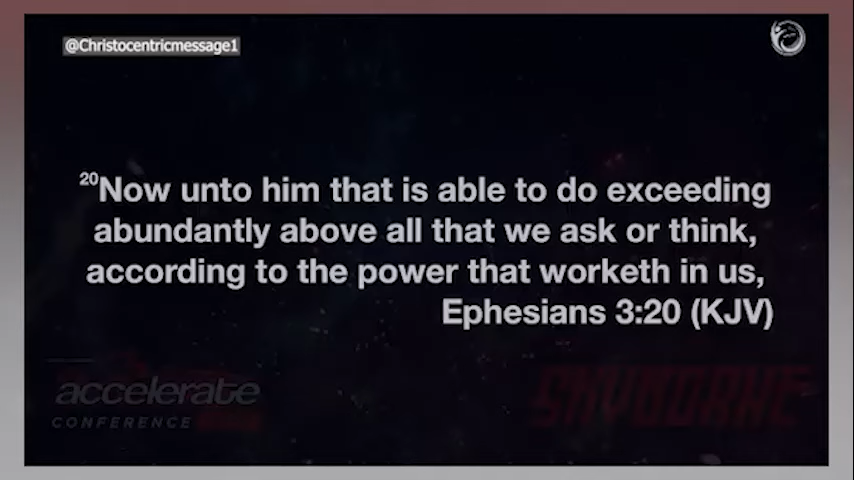 @Christocentricmessage1
20Now unto him that is able to do exceeding
abundantly above all that we ask or think,
according to the power that worketh in us,
Ephesians 3:20 (KJV)
accelerate
CONFERENCE